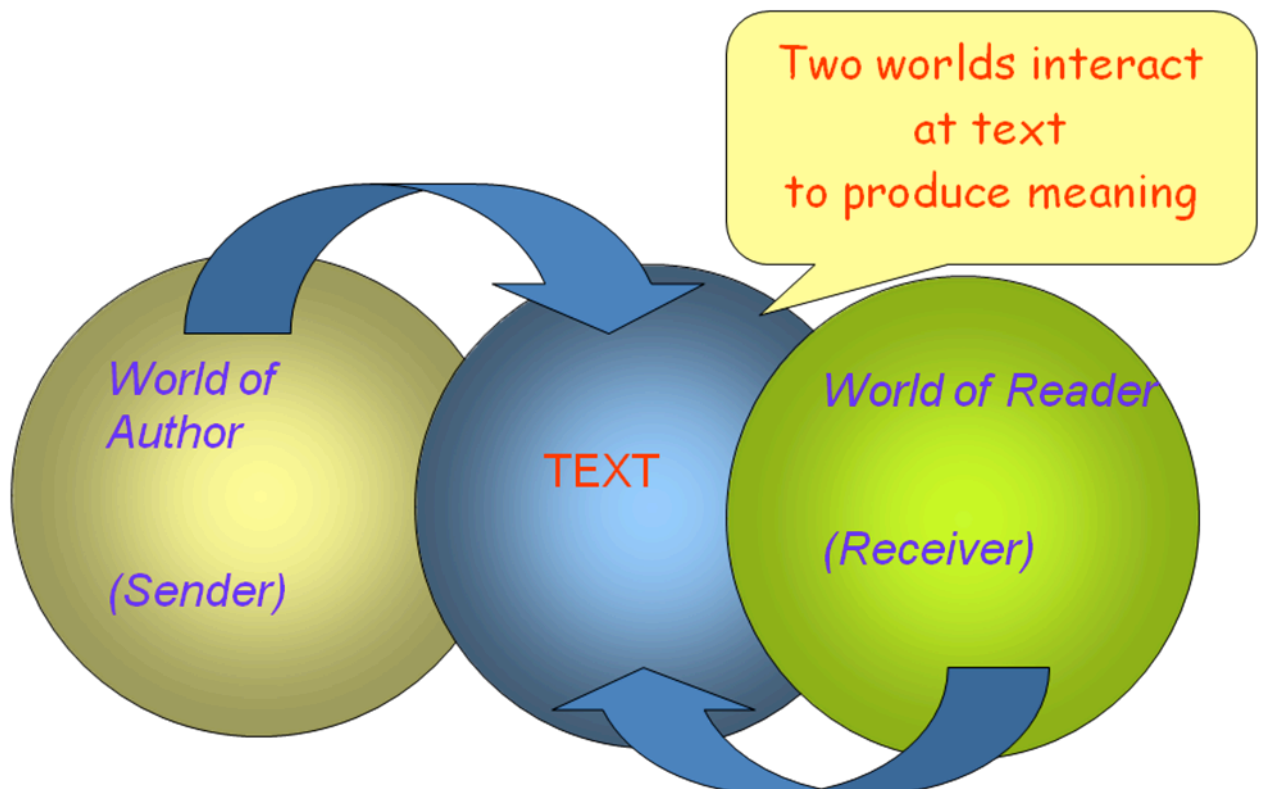 Two worlds interact
at text
to produce meaning
World of
Author
(Sender)
TEXT
World of Reader
(Receiver)